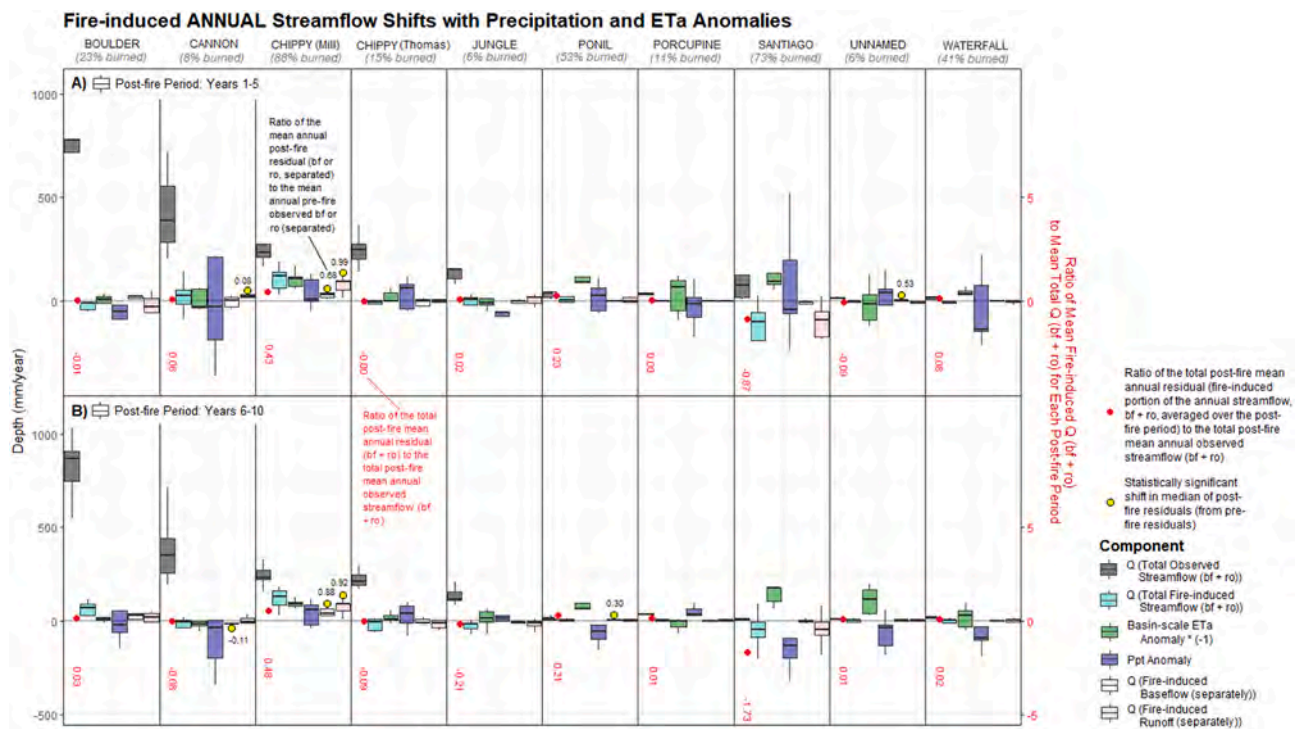 Fire-induced ANNUAL Streamflow Shifts with Precipitation and ETa Anomalies
BOULDER
(23% burned)
CANNON
(8% burned)
CHIPPY (Mill)
(88% burned)
CHIPPY (Thomas)
(15% burned)
JUNGLE
(6% burned)
PONIL
(53% burned)
PORCUPINE
(11% burned)
SANTIAGO
(73% burned)
UNNAMED
(6% burned)
WATERFALL
(41% burned)
A) Post-fire Period: Years 1-5
1000
500
0
Ratio of the
mean annual
post-fire
residual (bf or
ro, separated)
to the mean
annual pre-fire
observed bf or
ro (separated)
0.08
0.68
0.99
0.53
-0.01
0.06
0.43
-0.00
0.02
0.23
0.00
-0.87
-0.09
0.08
5
0
Ratio of the total
post-fire mean
annual residual
(bf + ro) to the
total post-fire
mean annual
observed
streamflow (bf
+ ro)
B) Post-fire Period: Years 6-10
1000
500
0
-500
-0.11
0.88
0.92
0.30
0.03
-0.08
0.48
-0.09
-0.21
0.21
0.01
-1.73
0.01
0.02
5
0
-5
Depth (mm/year)
Ratio of Mean Fire-induced Q (bf + ro)
to Mean Total Q (bf + ro) for Each Post-fire Period
Ratio of the total post-fire mean
annual residual (fire-induced
portion of the annual streamflow,
bf + ro, averaged over the post-
fire period) to the total post-fire
mean annual observed
streamflow (bf + ro)
Statistically significant
shift in median of post-
fire residuals (from pre-
fire residuals)
Component
Q (Total Observed
Streamflow (bf + ro))
Q (Total Fire-induced
Streamflow (bf + ro))
Basin-scale ETa
Anomaly * (-1)
Ppt Anomaly
Q (Fire-induced
Baseflow (separately))
Q (Fire-induced
Runoff (separately))